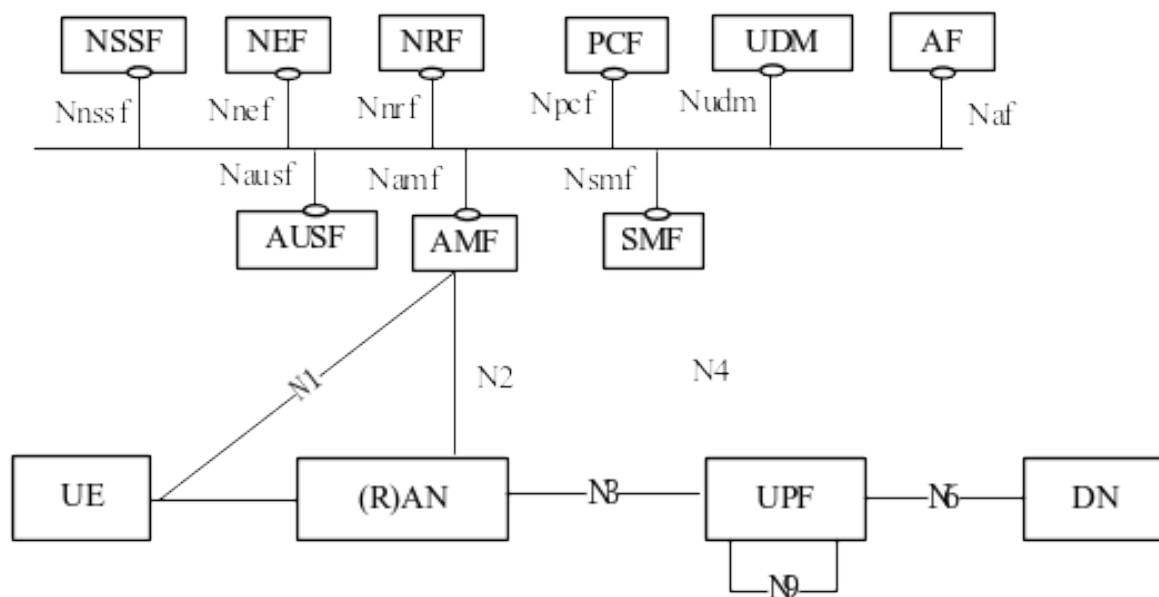 NSSF NEF NRF PCF UDM AF
Nnssf Nnef Nnrf Npcf Nudm Naf
Nausf Namf Nsmf
AUSF AMF SMF
N1 N2 N4
UE (R)AN N3 UPF N6 DN
N9